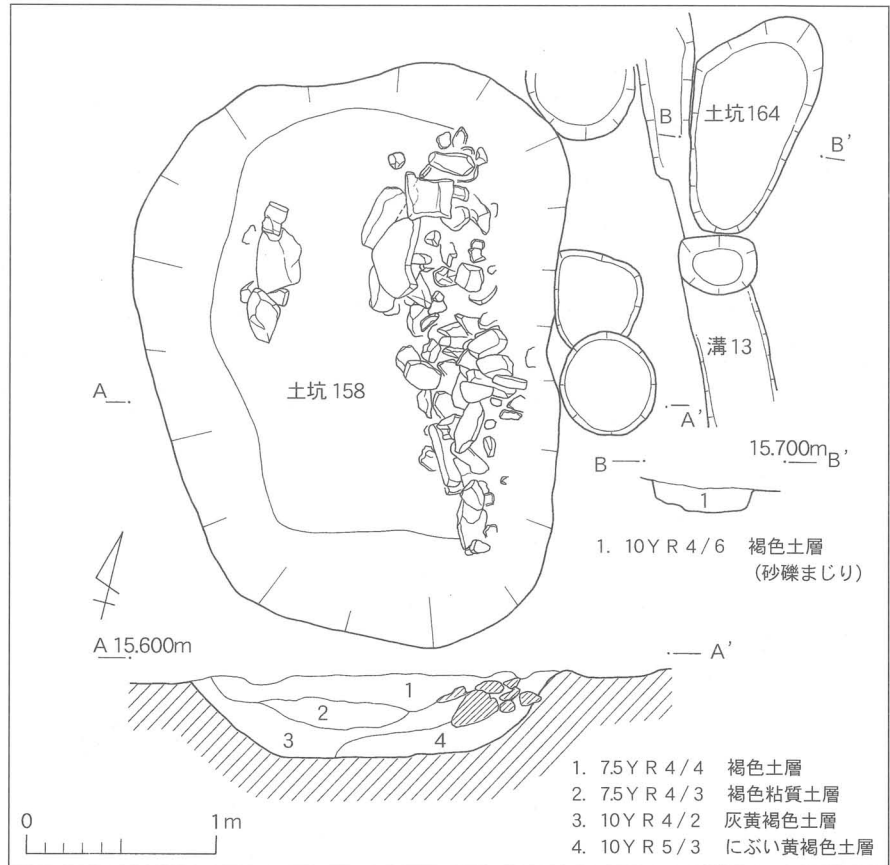 土坑164
B
B'
土坑158
溝13
A
A'
15.700m
B
B'
1
1. 10YR4/6 褐色土層
(砂礫まじり)
A 15.600m
A'
1
2
3
4
1. 7.5YR4/4 褐色土層
2. 7.5YR4/3 褐色粘質土層
3. 10YR4/2 灰黄褐色土層
4. 10YR5/3 にぶい黄褐色土層
0
1m